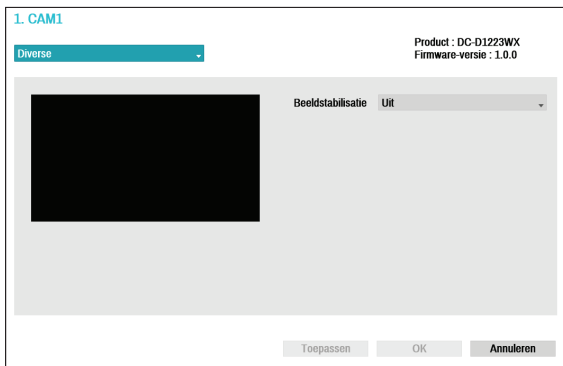 1. CAM1
Diverse
Product : DC-D1223WX
Firmware-versie : 1.0.0
Beeldstabilisatie Uit
Toepassen OK Annuleren